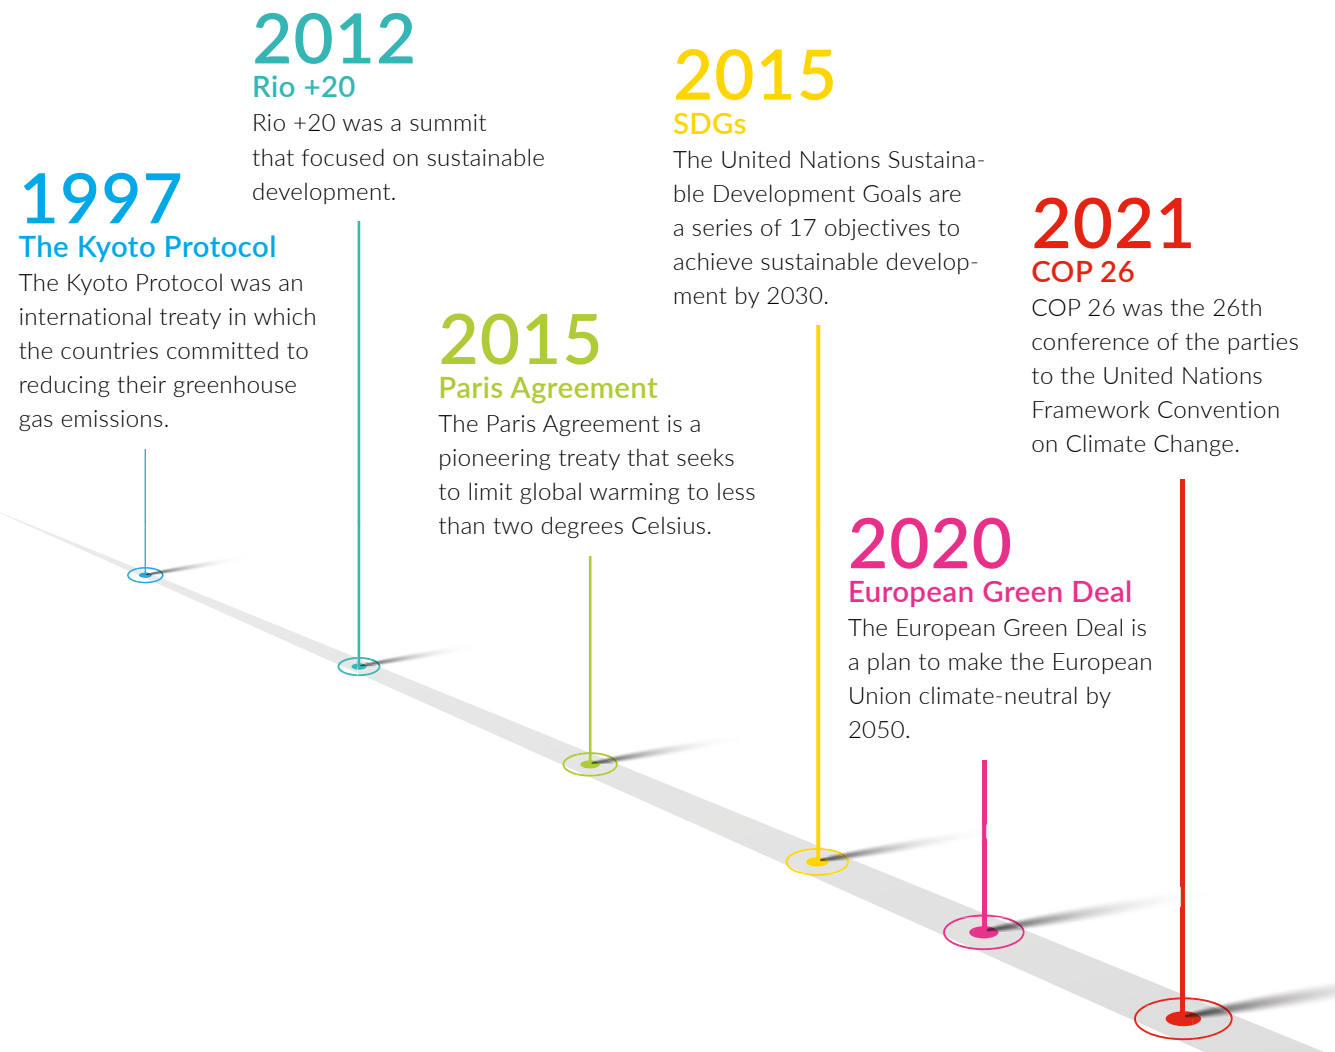 1997
The Kyoto Protocol
The Kyoto Protocol was an
international treaty in which
the countries committed to
reducing their greenhouse
gas emissions.
2012
Rio +20
Rio +20 was a summit
that focused on sustainable
development.
2015
Paris Agreement
The Paris Agreement is a
pioneering treaty that seeks
to limit global warming to less
than two degrees Celsius.
2015
SDGs
The United Nations Sustaina-
ble Development Goals are
a series of 17 objectives to
achieve sustainable develop-
ment by 2030.
2020
European Green Deal
The European Green Deal is
a plan to make the European
Union climate-neutral by
2050.
2021
COP 26
COP 26 was the 26th
conference of the parties
to the United Nations
Framework Convention
on Climate Change.